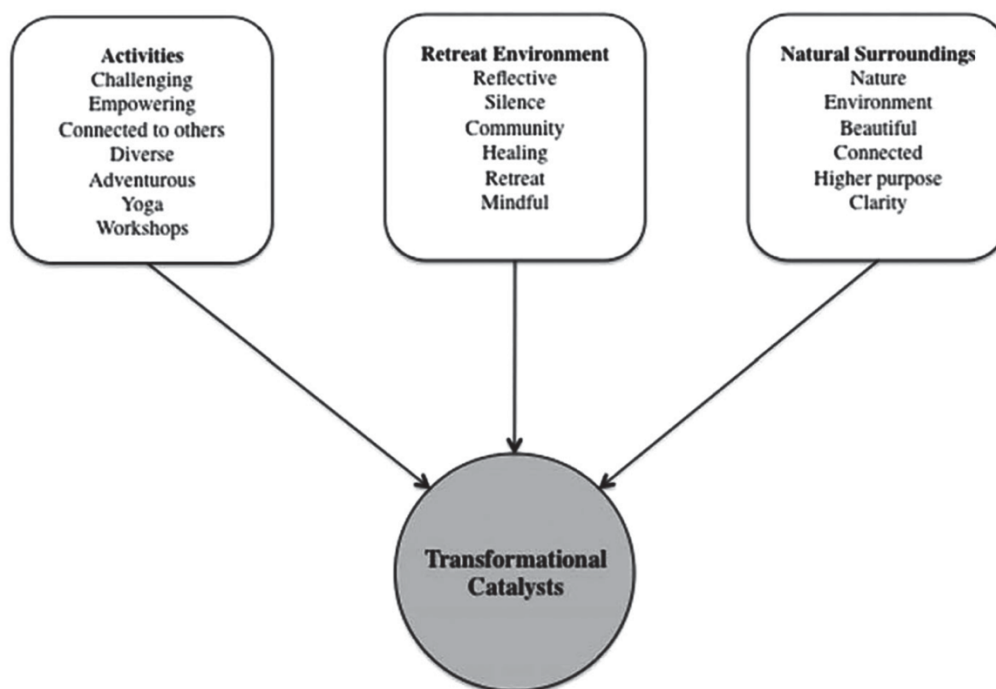 Activities
Challenging
Empowering
Connected to others
Diverse
Adventurous
Yoga
Workshops
Retreat Environment
Reflective
Silence
Community
Healing
Retreat
Mindful
Natural Surroundings
Nature
Environment
Beautiful
Connected
Higher purpose
Clarity
Transformational
Catalysts